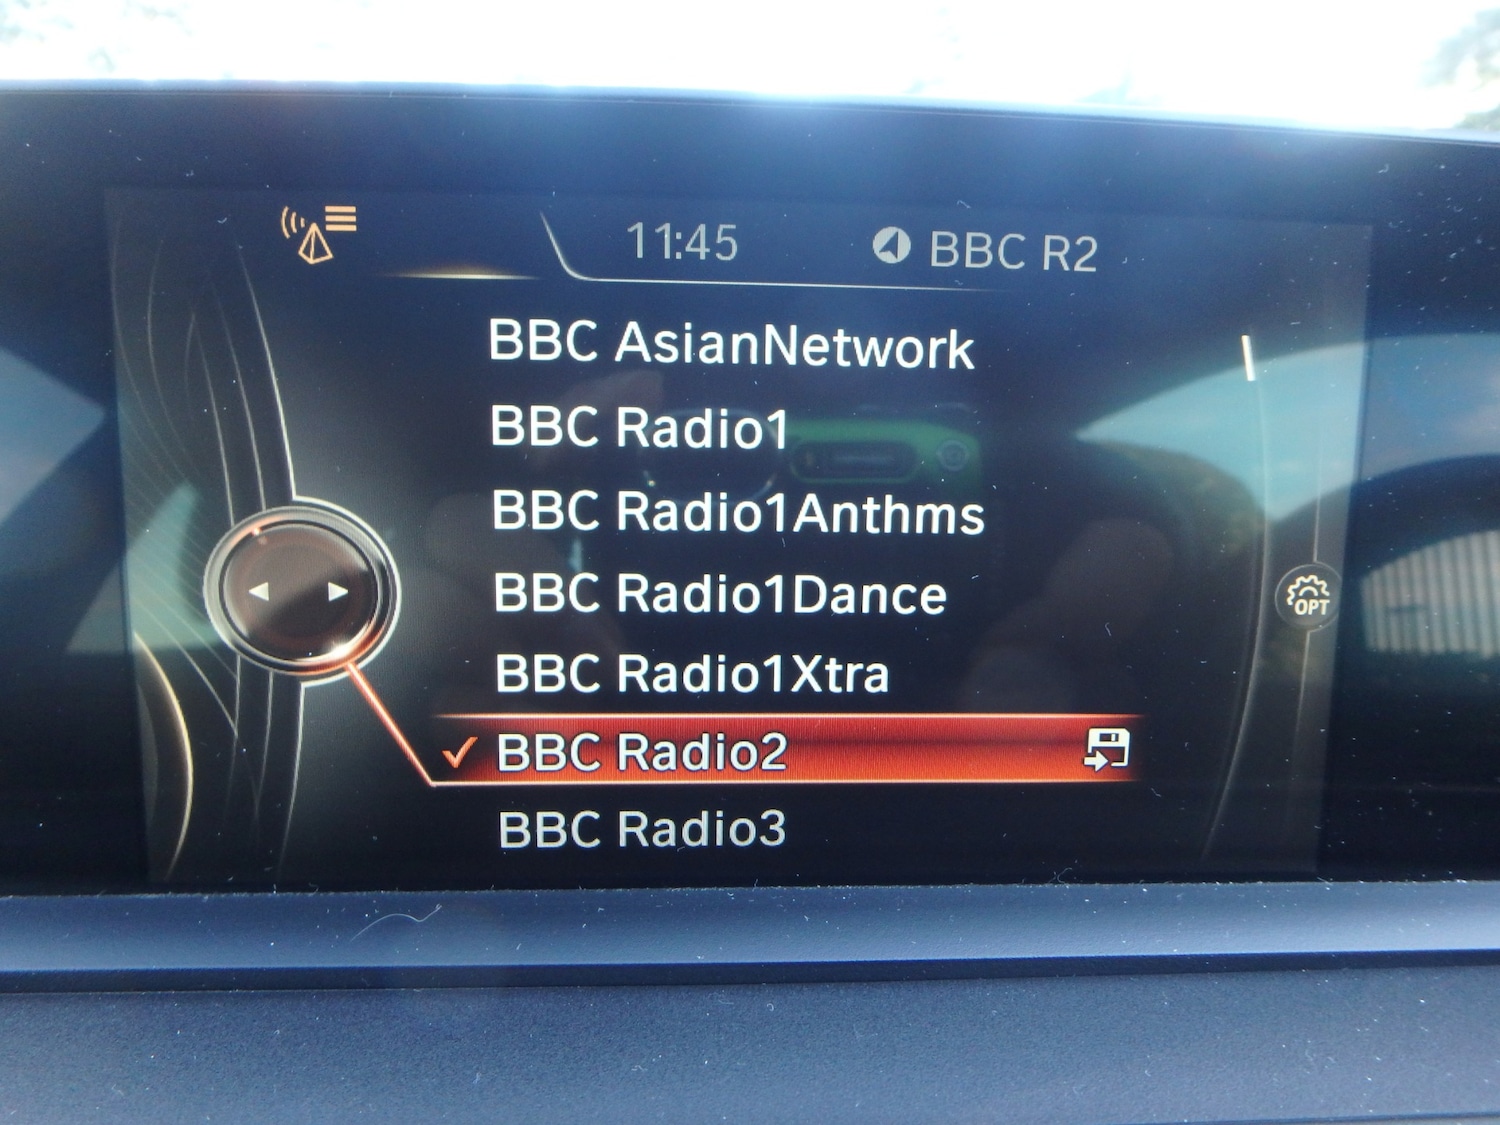 11:45 BBC R2
BBC AsianNetwork
BBC Radio1
BBC Radio1Anthms
BBC Radio1Dance
BBC Radio1Xtra
BBC Radio2
OPT
BBC Radio3